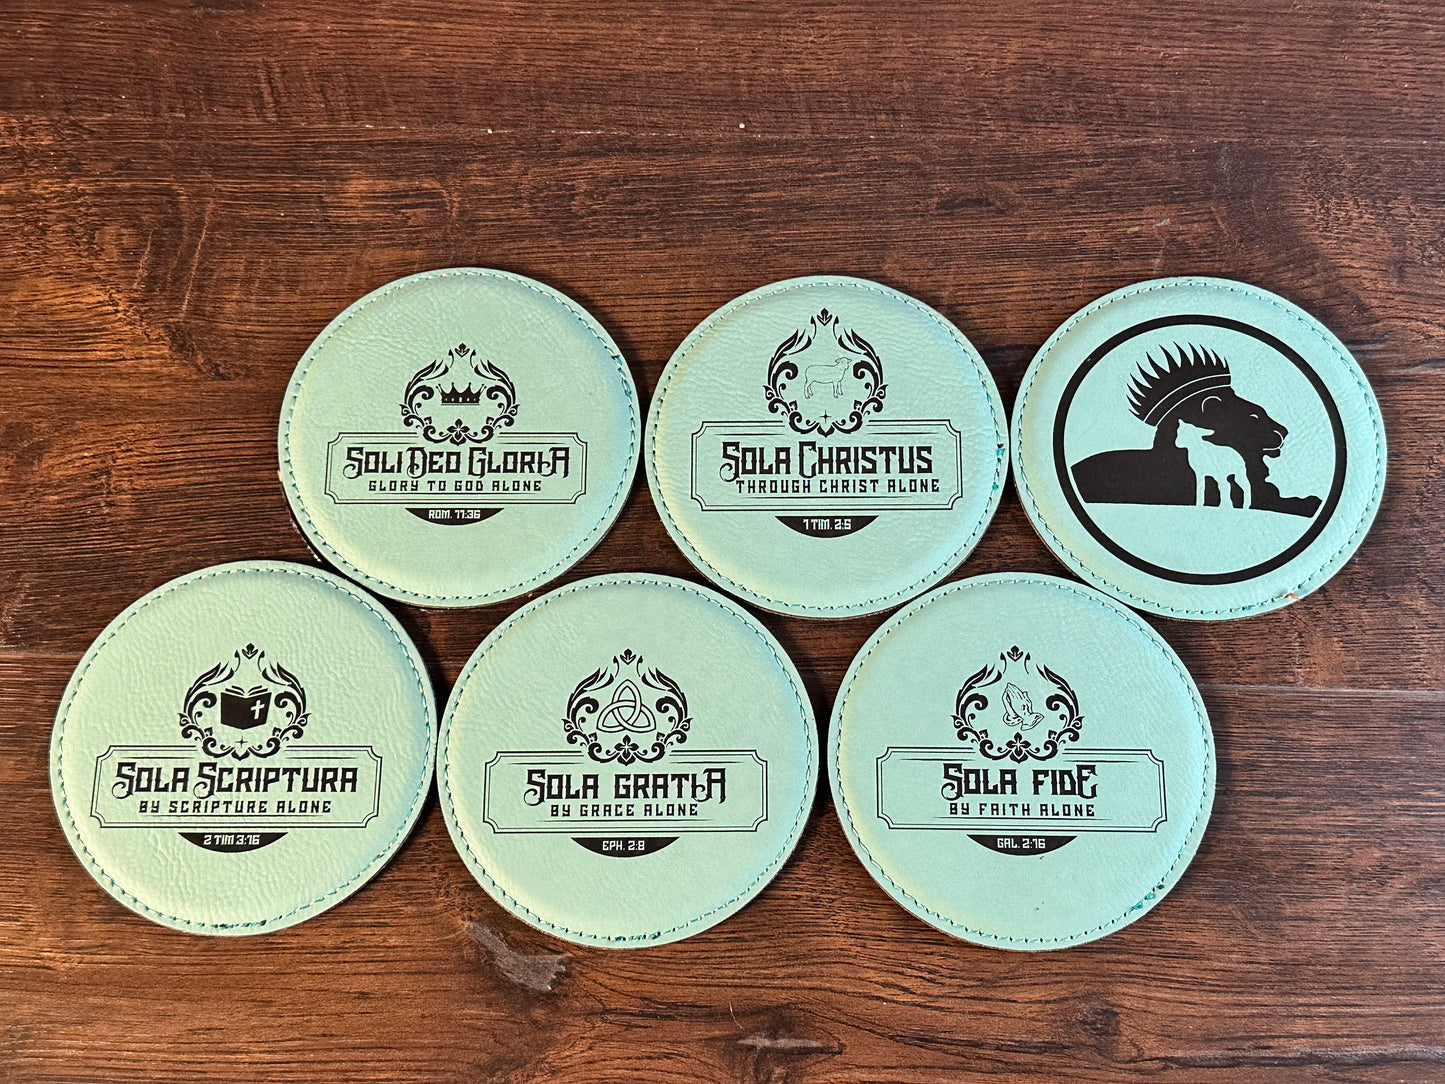 SOLI DEO GLORIA
GLORY TO GOD ALONE
ROM. 11:36
SOLA CHRISTUS
THROUGH CHRIST ALONE
1 TIM. 2:5
SOLA SCRIPTURA
BY SCRIPTURE ALONE
2 TIM 3:16
SOLA GRATIA
BY GRACE ALONE
EPH. 2:8
SOLA FIDE
BY FAITH ALONE
GAL. 2:16